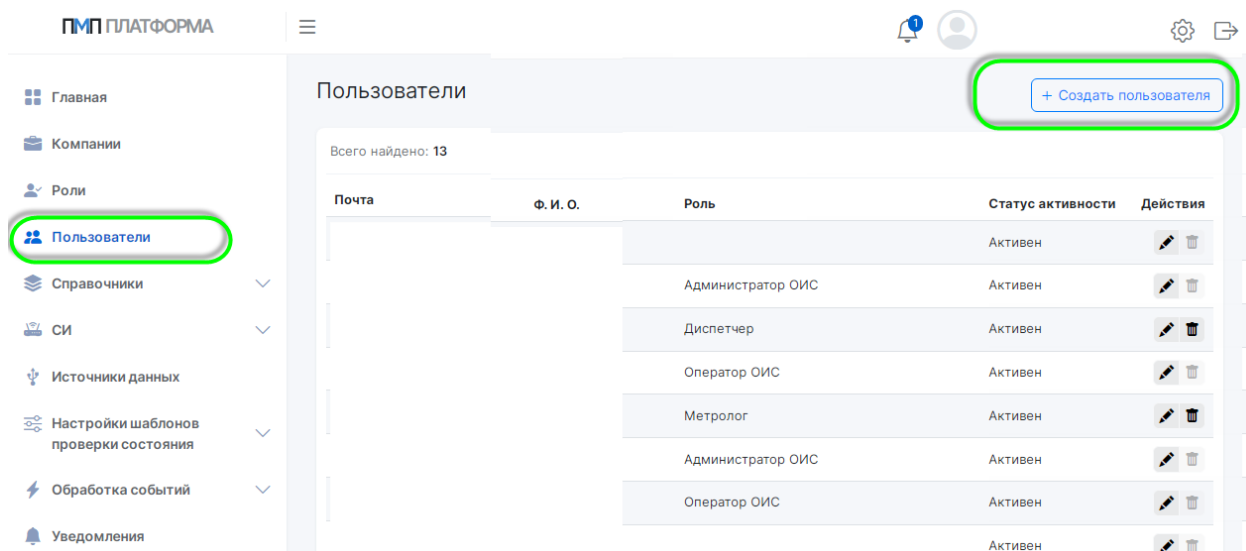 ПМП ПЛАТФОРМА
1
Главная
Компании
Роли
Пользователи
Справочники
СИ
Источники данных
Настройки шаблонов
проверки состояния
Обработка событий
Уведомления
Пользователи
+ Создать пользователя
Всего найдено: 13
Почта Ф. И. О. Роль Статус активности Действия
Активен
Администратор ОИС Активен
Диспетчер Активен
Оператор ОИС Активен
Метролог Активен
Администратор ОИС Активен
Оператор ОИС Активен
Активен